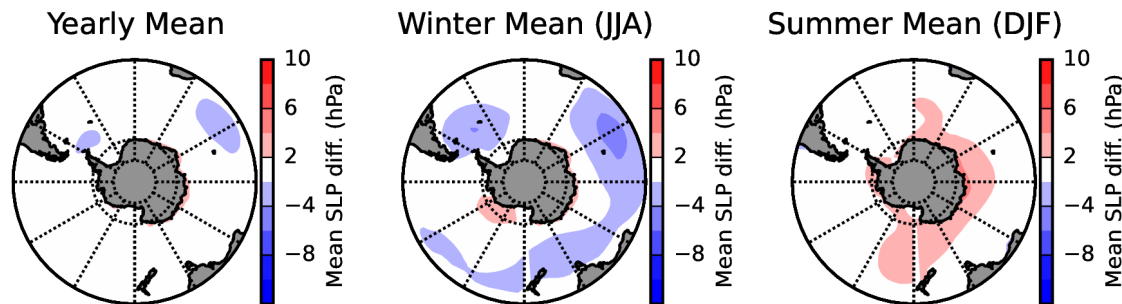 Yearly Mean
10
6
2
−4
−8
Mean SLP diff. (hPa)
Winter Mean (JJA)
10
6
2
−4
−8
Mean SLP diff. (hPa)
Summer Mean (DJF)
10
6
2
−4
−8
Mean SLP diff. (hPa)